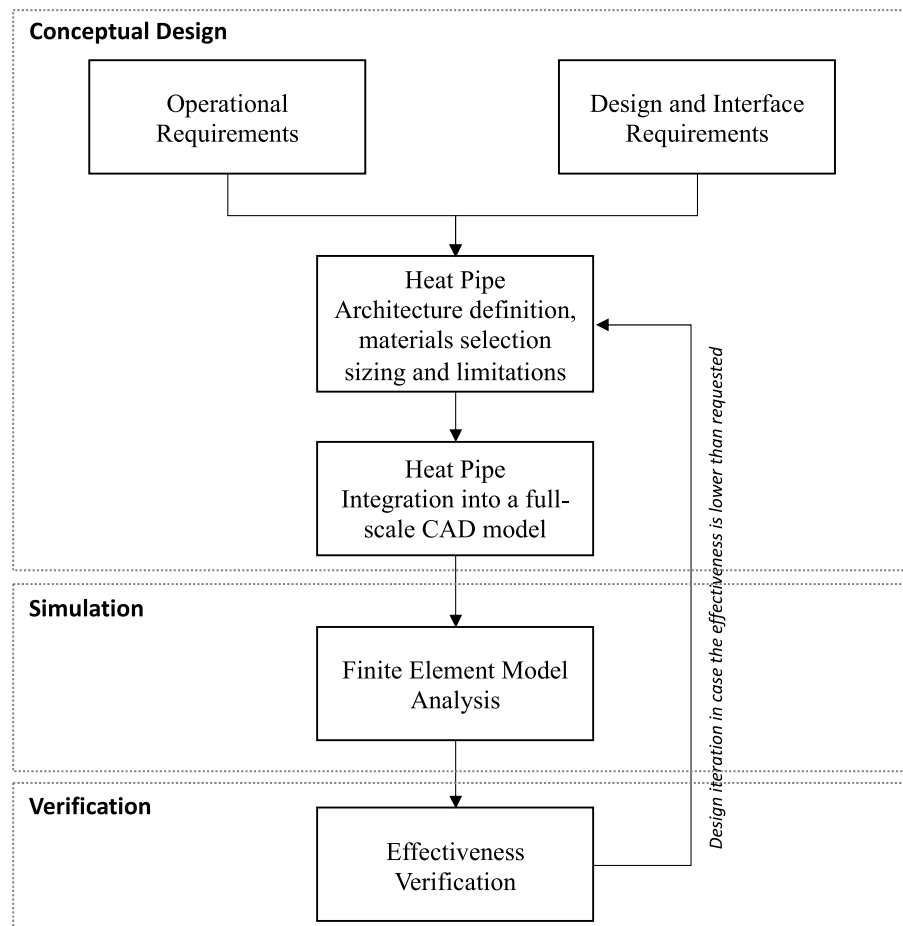 Conceptual Design
Operational
Requirements
Design and Interface
Requirements
Heat Pipe
Architecture definition,
materials selection
sizing and limitations
Heat Pipe
Integration into a full-
scale CAD model
Design iteration in case the effectiveness is lower than requested
Simulation
Finite Element Model
Analysis
Verification
Effectiveness
Verification